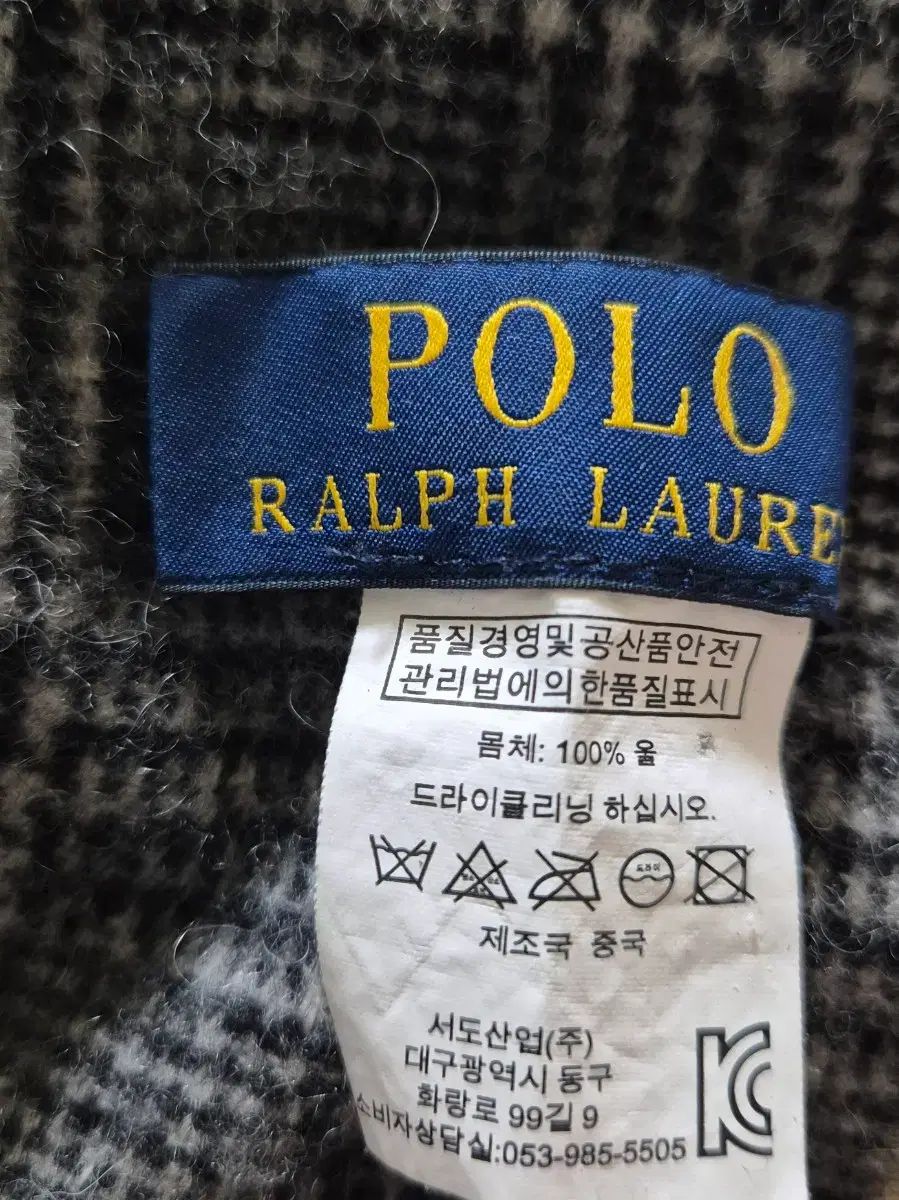 POLO
RALPH LAURE
품질경영및공산품안전
관리법에의한품질표시
몸체: 100% 울
드라이클리닝 하십시오.
드라이
제조국 중국
서도산업(주)
대구광역시 동구
화랑로 99길 9
소비자상담실:053-985-5505